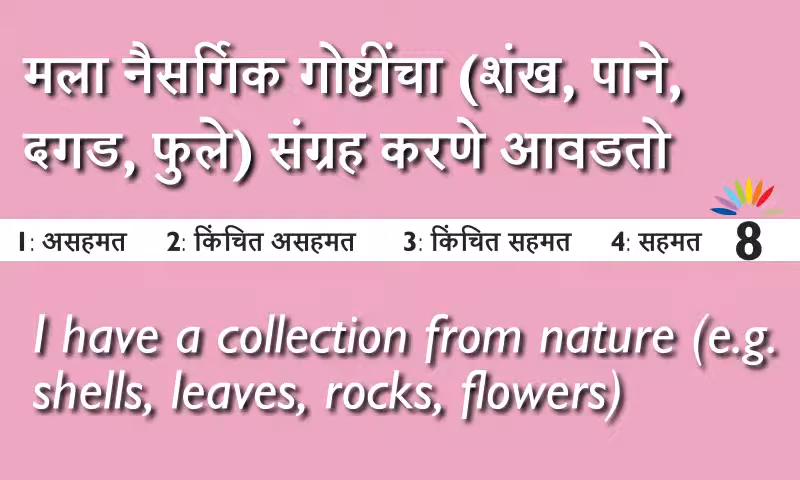 मला नैसर्गिक गोष्टींचा (शंख, पाने,
दगड, फुले) संग्रह करणे आवडतो
1: असहमत 2: किंचित असहमत 3: किंचित सहमत 4: सहमत 8
I have a collection from nature (e.g.
shells, leaves, rocks, flowers)